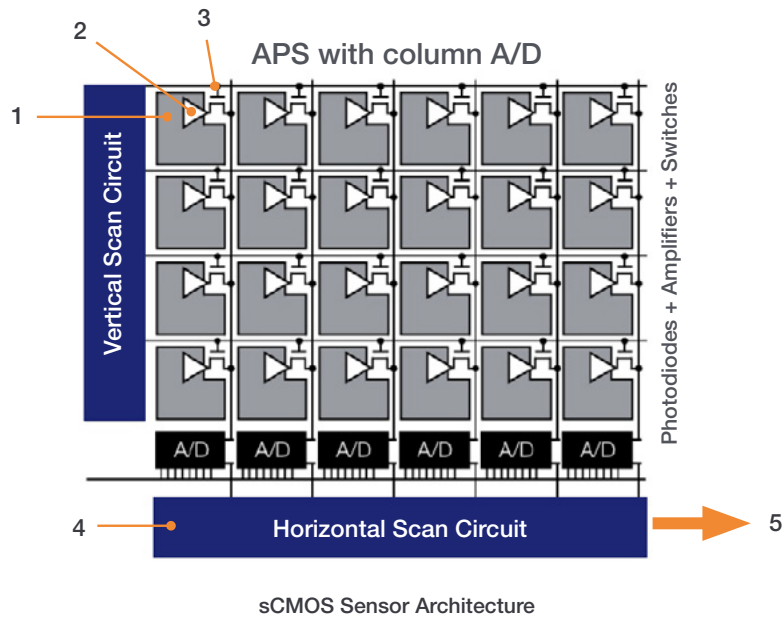 2
3
APS with column A/D
1
Vertical Scan Circuit
Photodiodes + Amplifiers + Switches
A/D A/D A/D A/D A/D A/D
4
Horizontal Scan Circuit
5
sCMOS Sensor Architecture